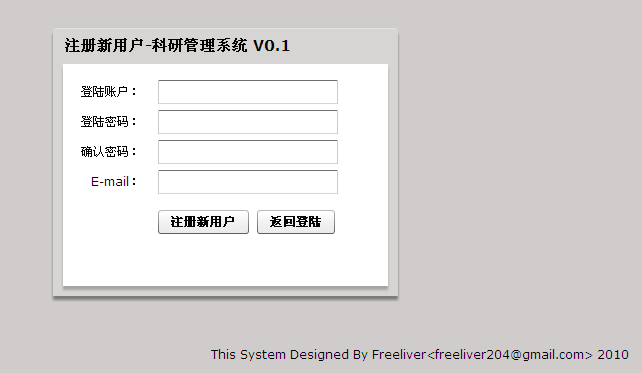 注册新用户-科研管理系统 V0.1
登陆账户：
登陆密码：
确认密码：
E-mail：
注册新用户 返回登陆
This System Designed By Freeliver<freeliver204@gmail.com> 2010